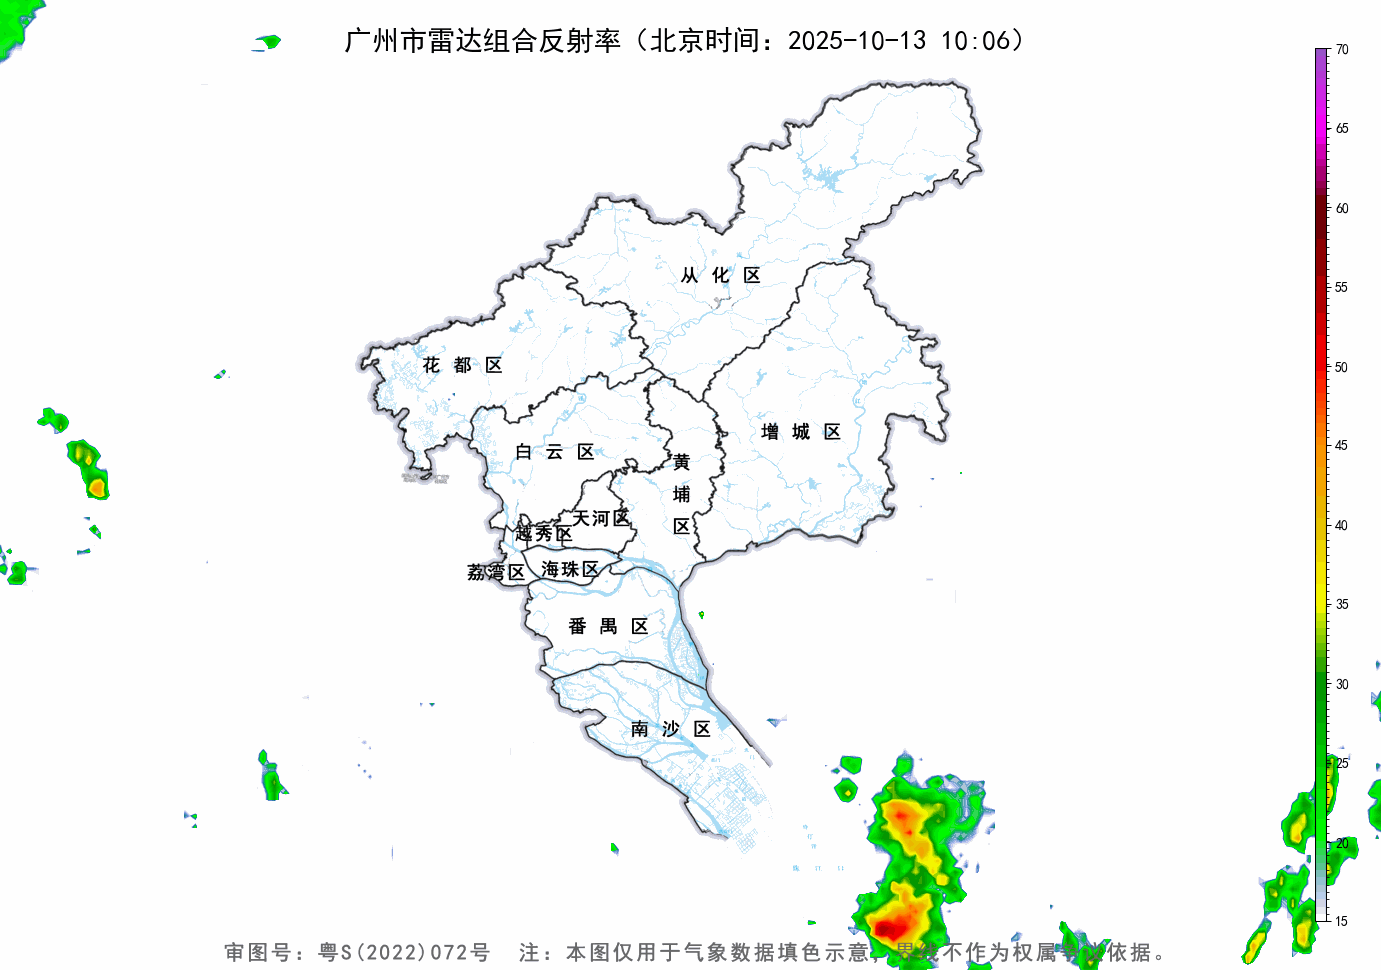 广州市雷达组合反射率（北京时间：2025-10-13 10:06）
70
65
60
55
50
45
40
35
30
25
20
15
从化区
花都区
增城区
白云区
黄埔区
天河区
越秀区
荔湾区
海珠区
番禺区
南沙区
审图号：粤S(2022)072号 注：本图仅用于气象数据填色示意，界线不作为权属争议依据。